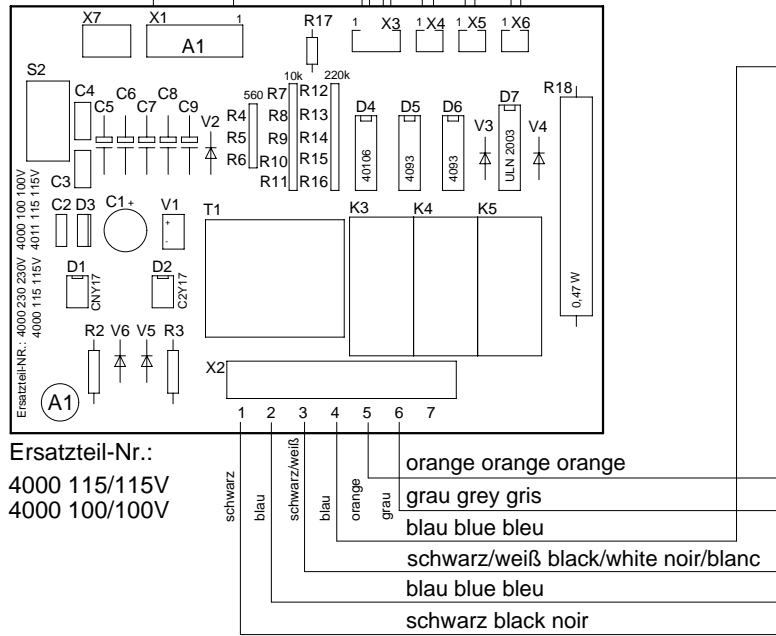 X7 X1 1 R17 1 X3 1 X4 1 X5 1 X6
A1
S2 C4 C6 C8 10k 220k
C5 C7 C9 V2 560 R7 R12 D4 D5 D6 D7 R18
R4 R8 R13 V3 V4
R5 R9 R14
R6 R10 R15
C3 R11 R16
40106 4093 4093 ULN 2003
C2 D3 C1 + V1 T1 K3 K4 K5
+
-
D1 D2
CNY17 C2Y17
0,47 W
R2 V6 V5 R3
X2
A1
Ersatzteil-NR.: 4000 230 230V 4000 100 100V
4000 115 115V 4011 115 115V
1 2 3 4 5 6 7
Ersatzteil-Nr.:
4000 115/115V
4000 100/100V
schwarz
blau
schwarz/weiß
blau
orange
grau
orange orange orange
grau grey gris
blau blue bleu
schwarz/weiß black/white noir/blanc
blau blue bleu
schwarz black noir